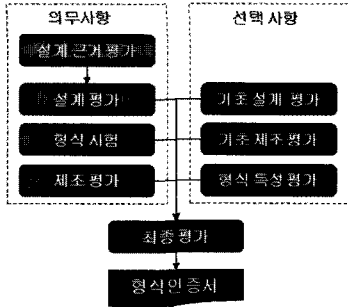 의무사항
선택 사항
설계 근거 평가
설계 평가
기초 설계 평가
형식 시험
기초 제조 평가
제조 평가
형식 특성 평가
최종 평가
형식 인증서